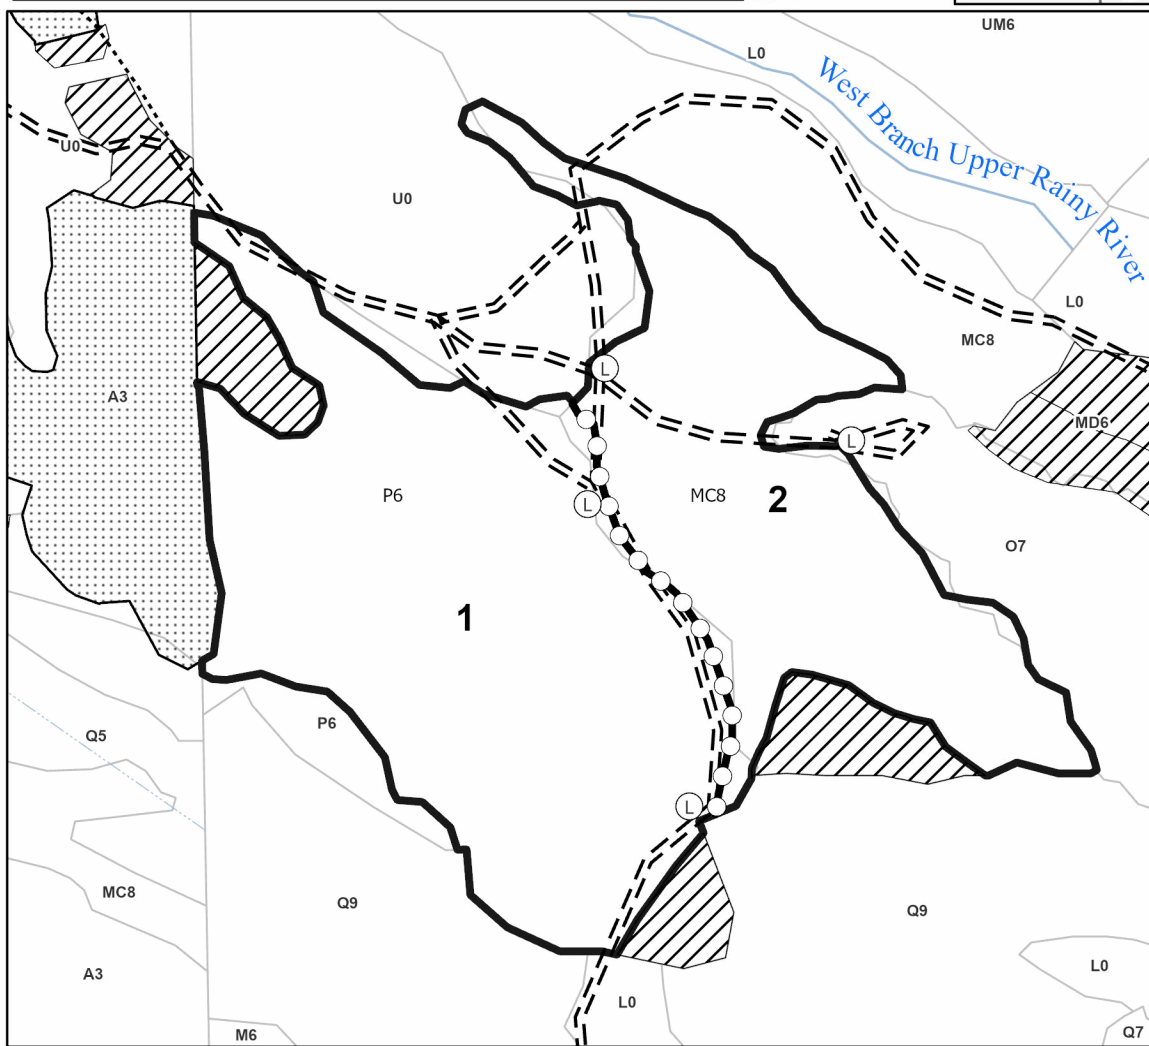 UM6
L0
West Branch Upper Rainy River
U0
U0
L0
MC8
A3
MD6
L
L
P6
MC8
2
L
O7
1
P6
Q5
L
MC8
Q9
Q9
A3
L0
L0
M6
Q7